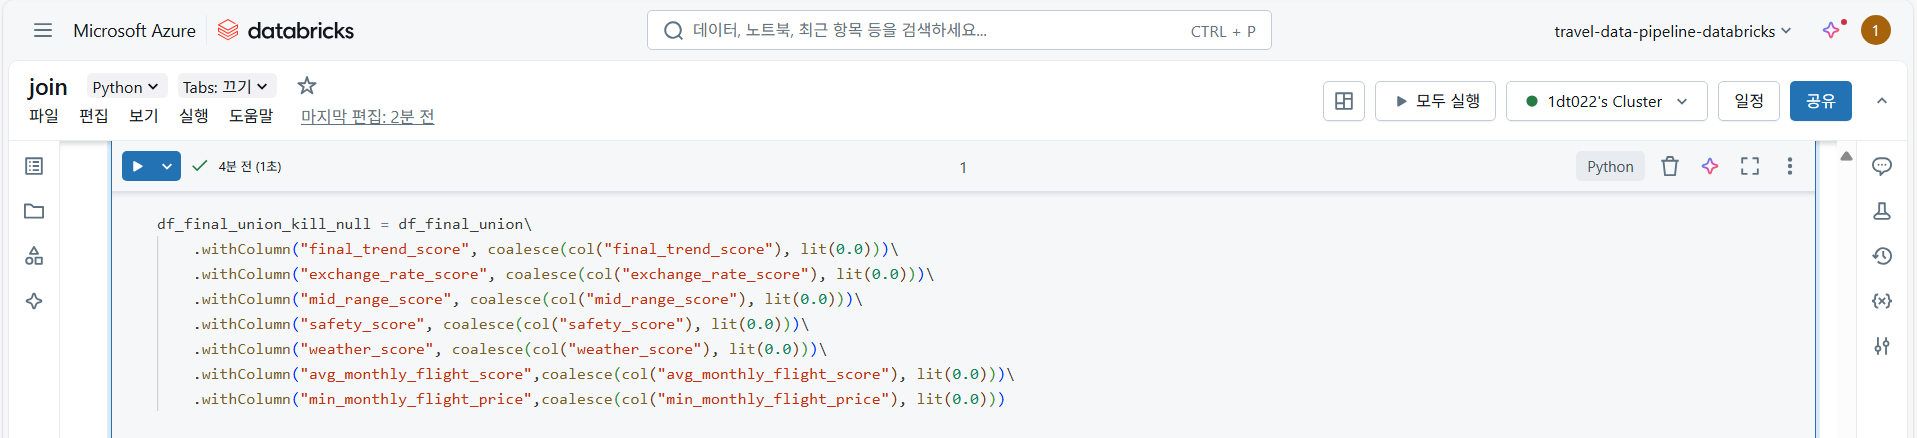 Microsoft Azure databricks 데이터, 노트북, 최근 항목 등을 검색하세요... CTRL + P travel-data-pipeline-databricks 1
join Python Tabs: 끄기
파일 편집 보기 실행 도움말 마지막 편집: 2분 전
모두 실행 1dt022's Cluster 일정 공유
4분 전 (1초) 1 Python
df_final_union_kill_null = df_final_union\
.withColumn("final_trend_score", coalesce(col("final_trend_score"), lit(0.0)))\
.withColumn("exchange_rate_score", coalesce(col("exchange_rate_score"), lit(0.0)))\
.withColumn("mid_range_score", coalesce(col("mid_range_score"), lit(0.0)))\
.withColumn("safety_score", coalesce(col("safety_score"), lit(0.0)))\
.withColumn("weather_score", coalesce(col("weather_score"), lit(0.0)))\
.withColumn("avg_monthly_flight_score",coalesce(col("avg_monthly_flight_score"), lit(0.0)))\
.withColumn("min_monthly_flight_price",coalesce(col("min_monthly_flight_price"), lit(0.0)))